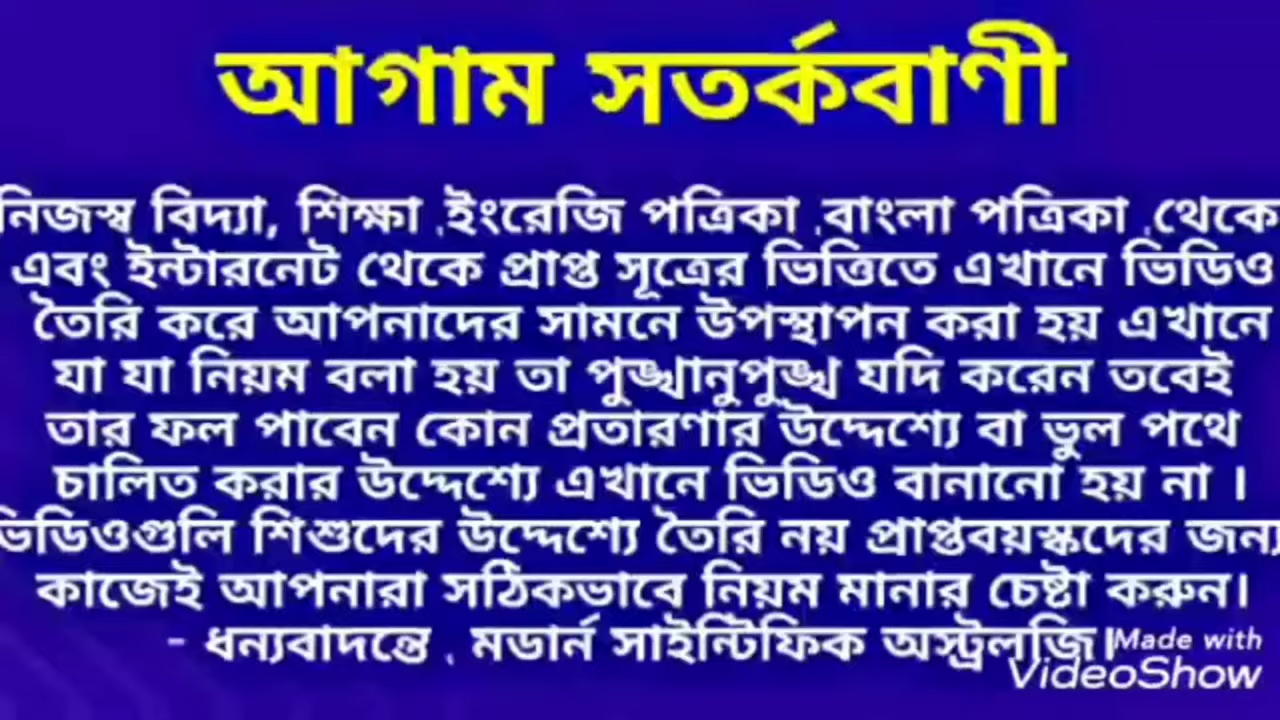 আগাম সতর্কবাণী
নিজস্ব বিদ্যা, শিক্ষা ,ইংরেজি পত্রিকা ,বাংলা পত্রিকা ,থেকে
এবং ইন্টারনেট থেকে প্রাপ্ত সূত্রের ভিত্তিতে এখানে ভিডিও
তৈরি করে আপনাদের সামনে উপস্থাপন করা হয় এখানে
যা যা নিয়ম বলা হয় তা পুঙ্খানুপুঙ্খ যদি করেন তবেই
তার ফল পাবেন কোন প্রতারণার উদ্দেশ্যে বা ভুল পথে
চালিত করার উদ্দেশ্যে এখানে ভিডিও বানানো হয় না ।
ভিডিওগুলি শিশুদের উদ্দেশ্যে তৈরি নয় প্রাপ্তবয়স্কদের জন্য
কাজেই আপনারা সঠিকভাবে নিয়ম মানার চেষ্টা করুন।
- ধন্যবাদন্তে , মডার্ন সাইন্টিফিক অস্ট্রলজি।
Made with
VideoShow